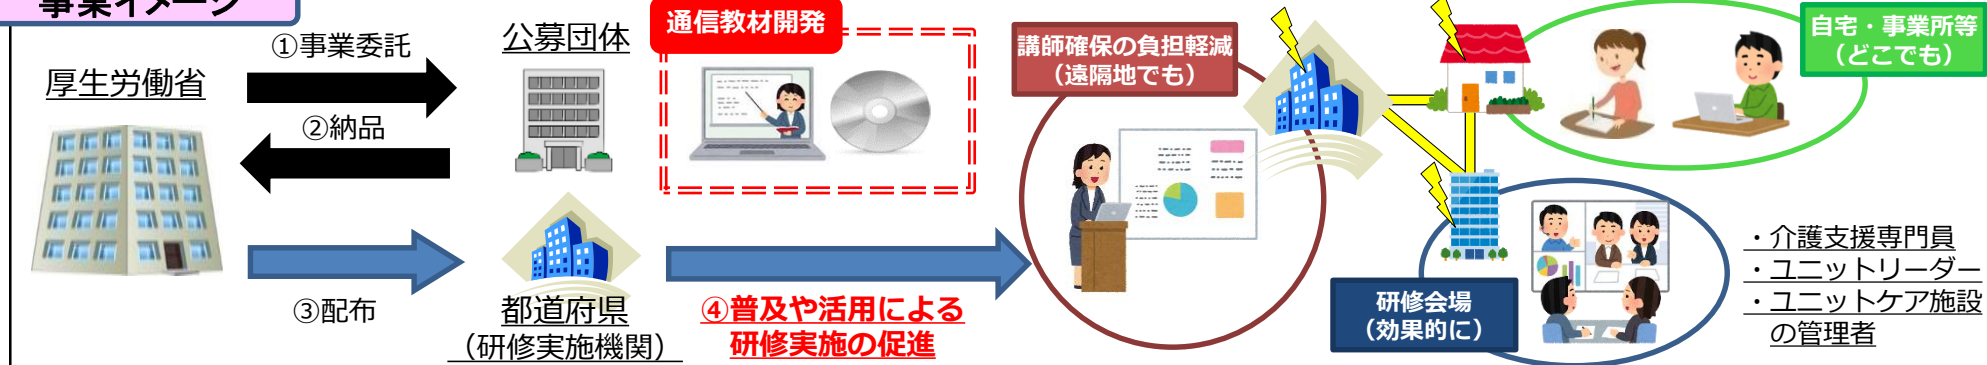 事業イメージ
厚生労働省
①事業委託
②納品
③配布
公募団体
通信教材開発
都道府県
(研修実施機関)
④普及や活用による
研修実施の促進
講師確保の負担軽減
(遠隔地でも)
自宅・事業所等
(どこでも)
研修会場
(効果的に)
・介護支援専門員
・ユニットリーダー
・ユニットケア施設
の管理者